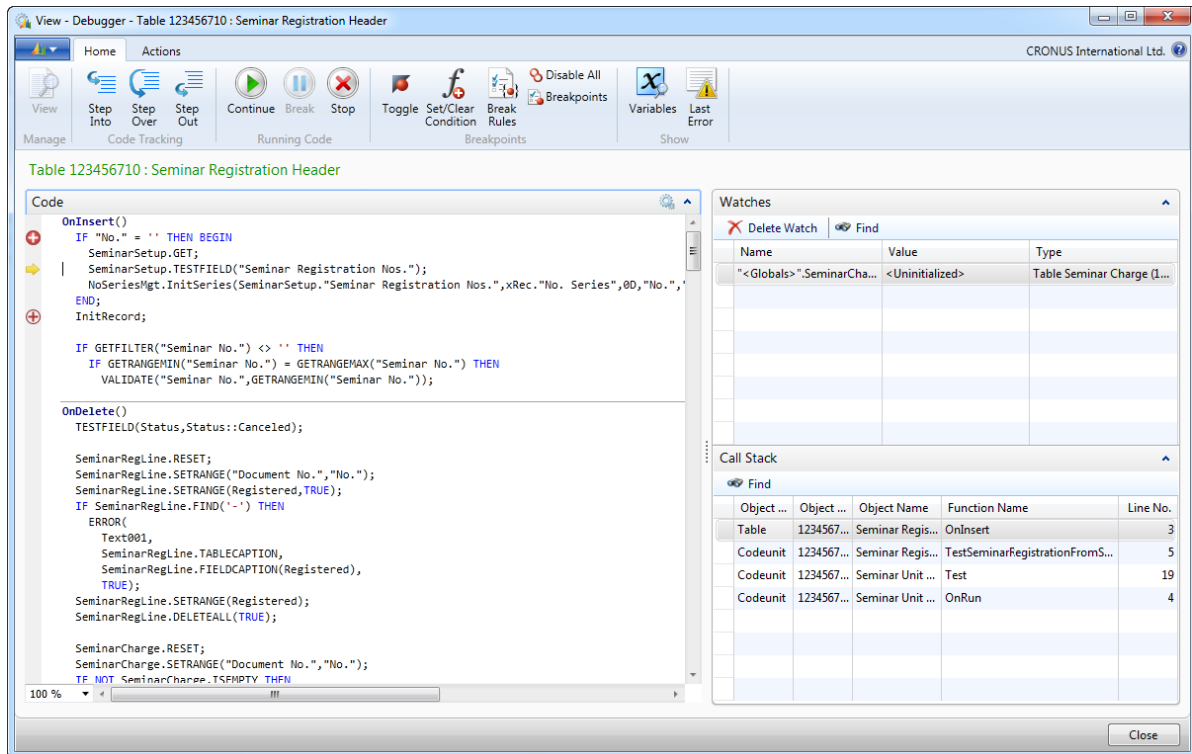 View - Debugger - Table 123456710 : Seminar Registration Header
Home Actions CRONUS International Ltd.
View
Step Into
Step Over
Step Out
Continue Break Stop
Toggle
Set/Clear Condition
Break Rules
Disable All
Breakpoints
Variables
Last Error
Manage Code Tracking Running Code Breakpoints Show
Table 123456710 : Seminar Registration Header
Code
OnInsert()
IF "No." = '' THEN BEGIN
SeminarSetup.GET;
SeminarSetup.TESTFIELD("Seminar Registration Nos.");
NoSeriesMgt.InitSeries(SeminarSetup."Seminar Registration Nos.",xRec."No. Series",0D,"No.","
END;
InitRecord;
IF GETFILTER("Seminar No.") <> '' THEN
IF GETRANGEMIN("Seminar No.") = GETRANGEMAX("Seminar No.") THEN
VALIDATE("Seminar No.",GETRANGEMIN("Seminar No."));
OnDelete()
TESTFIELD(Status,Status::Canceled);
SeminarRegLine.RESET;
SeminarRegLine.SETRANGE("Document No.","No.");
SeminarRegLine.SETRANGE(Registered,TRUE);
IF SeminarRegLine.FIND('-') THEN
ERROR(
Text001,
SeminarRegLine.TABLECAPTION,
SeminarRegLine.FIELDCAPTION(Registered),
TRUE);
SeminarRegLine.SETRANGE(Registered);
SeminarRegLine.DELETEALL(TRUE);
SeminarCharge.RESET;
SeminarCharge.SETRANGE("Document No.","No.");
IF NOT SeminarCharge.ISEMPTY THEN
100 %
Watches
Delete Watch Find
Name Value Type
"<Globals>".SeminarCha... <Uninitialized> Table Seminar Charge (1...
Call Stack
Find
Object ... Object ... Object Name Function Name Line No.
Table 1234567... Seminar Regis... OnInsert 3
Codeunit 1234567... Seminar Regis... TestSeminarRegistrationFromS... 5
Codeunit 1234567... Seminar Unit ... Test 19
Codeunit 1234567... Seminar Unit ... OnRun 4
Close